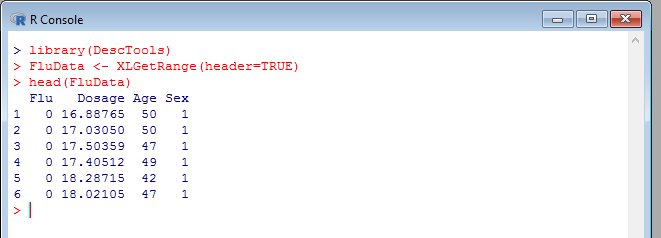 R Console
> library(DescTools)
> FluData <- XLGetRange(header=TRUE)
> head(FluData)
  Flu   Dosage Age Sex
1   0 16.88765  50   1
2   0 17.03050  50   1
3   0 17.50359  47   1
4   0 17.40512  49   1
5   0 18.28715  42   1
6   0 18.02105  47   1
>